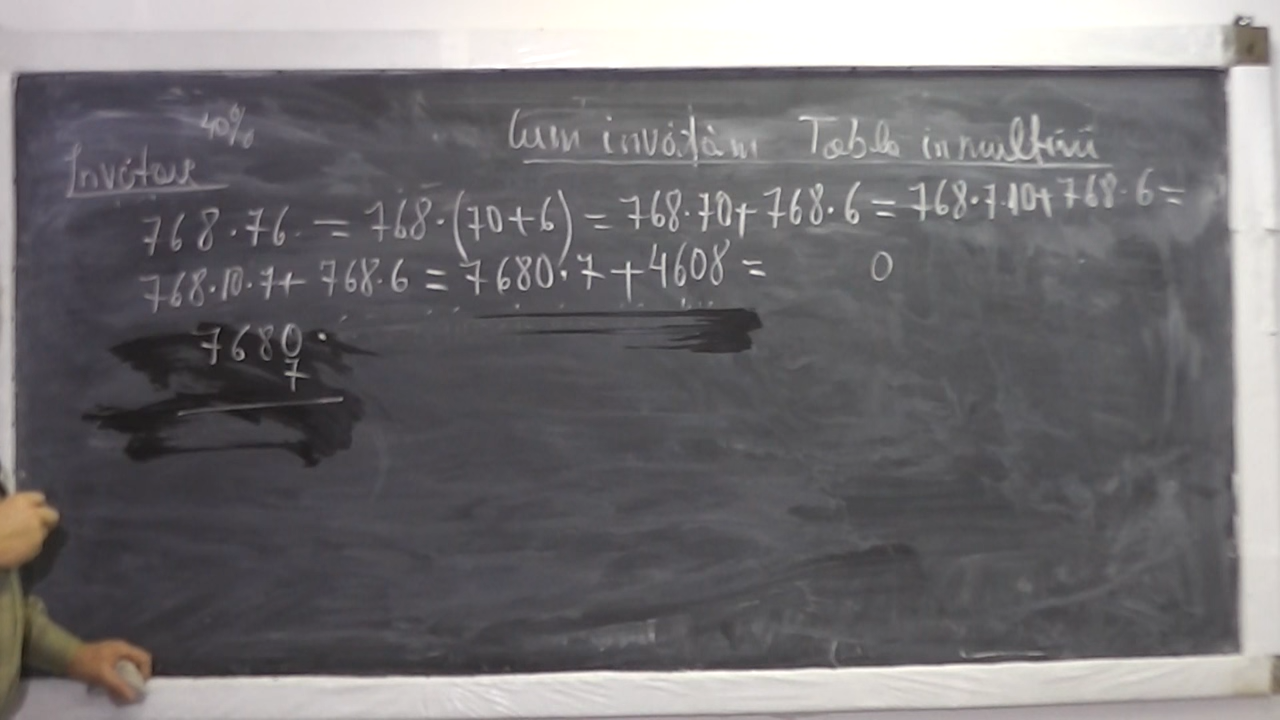 40%
Cum învățăm Tabla înmulțirii
Învățare
768·76 = 768·(70+6) = 768·70+768·6 = 768·7·10+768·6=
768·10·7+ 768·6 = 7680·7+4608 =
0
7680·
7